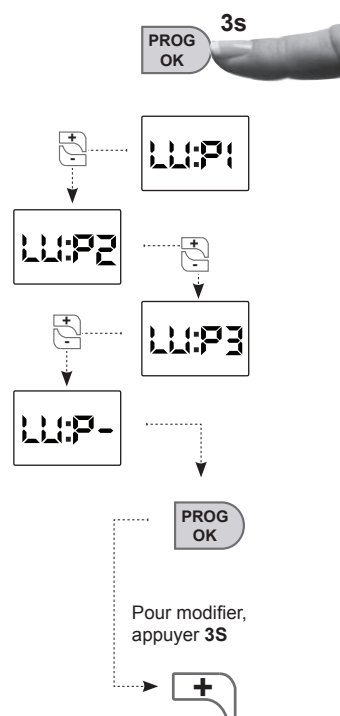 3s
PROG
OK
+
-
LU:P1
LU:P2
+
-
+
-
LU:P3
LU:P-
PROG
OK
Pour modifier,
appuyer 3S
+